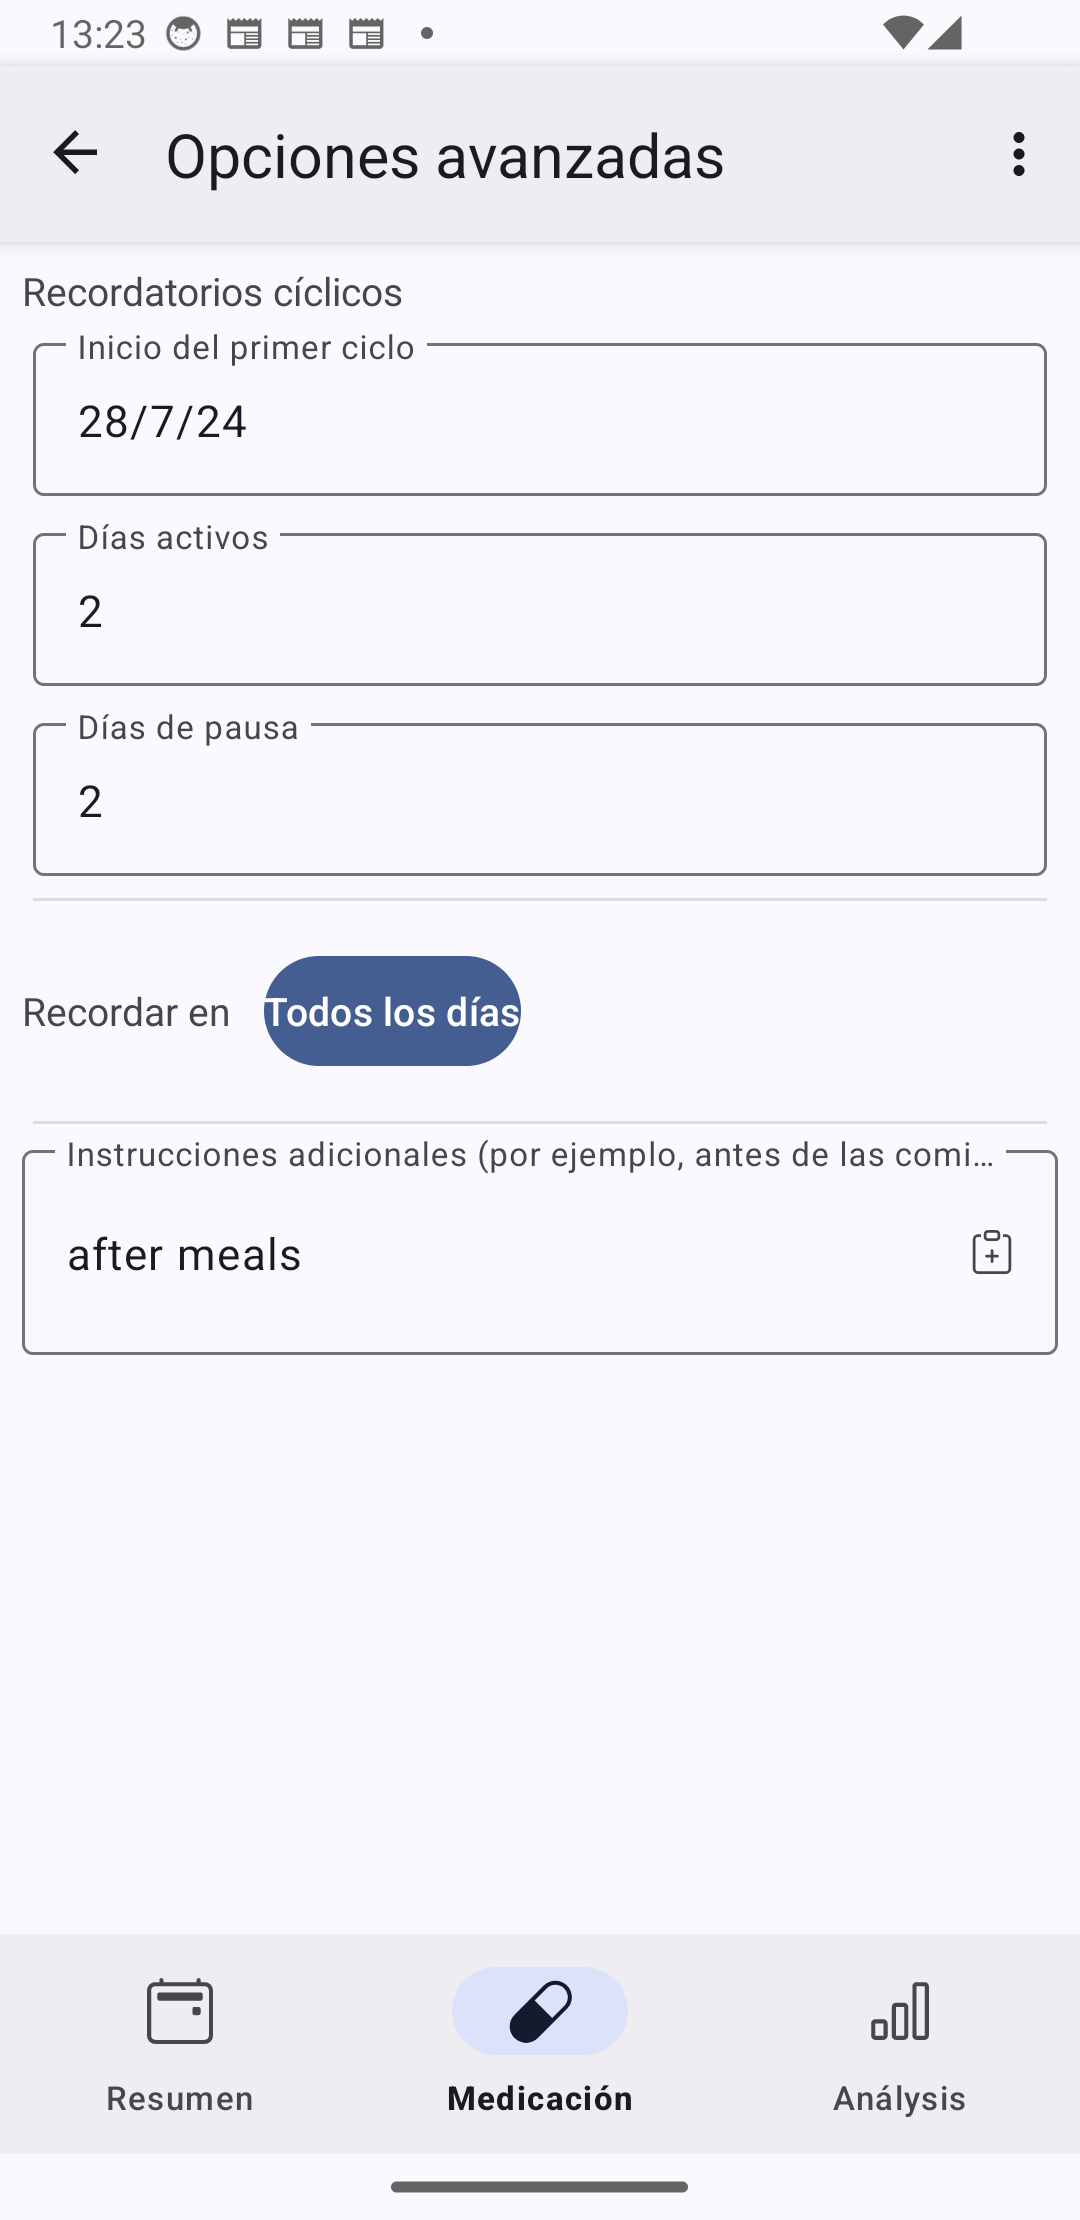 13:23
Opciones avanzadas
Recordatorios cíclicos
Inicio del primer ciclo
28/7/24
Días activos
2
Días de pausa
2
Recordar en
Todos los días
Instrucciones adicionales (por ejemplo, antes de las comi...
after meals
Resumen
Medicación
Análysis